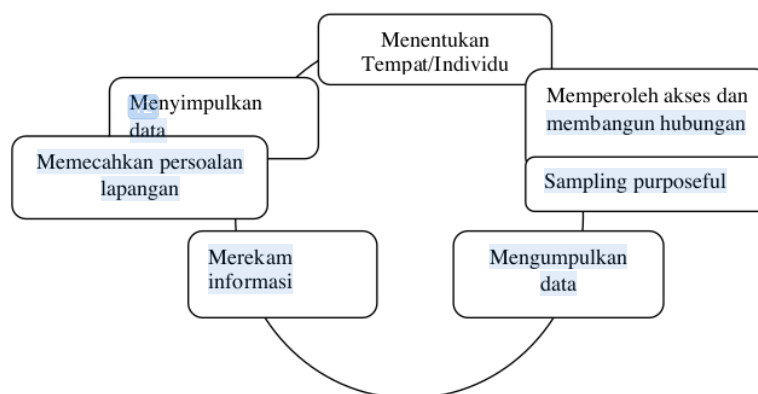 Menentukan
Tempat/Individu
Memperoleh akses dan
membangun hubungan
Sampling purposeful
Mengumpulkan
data
Merekam
informasi
Memecahkan persoalan
lapangan
Menyimpulkan
data